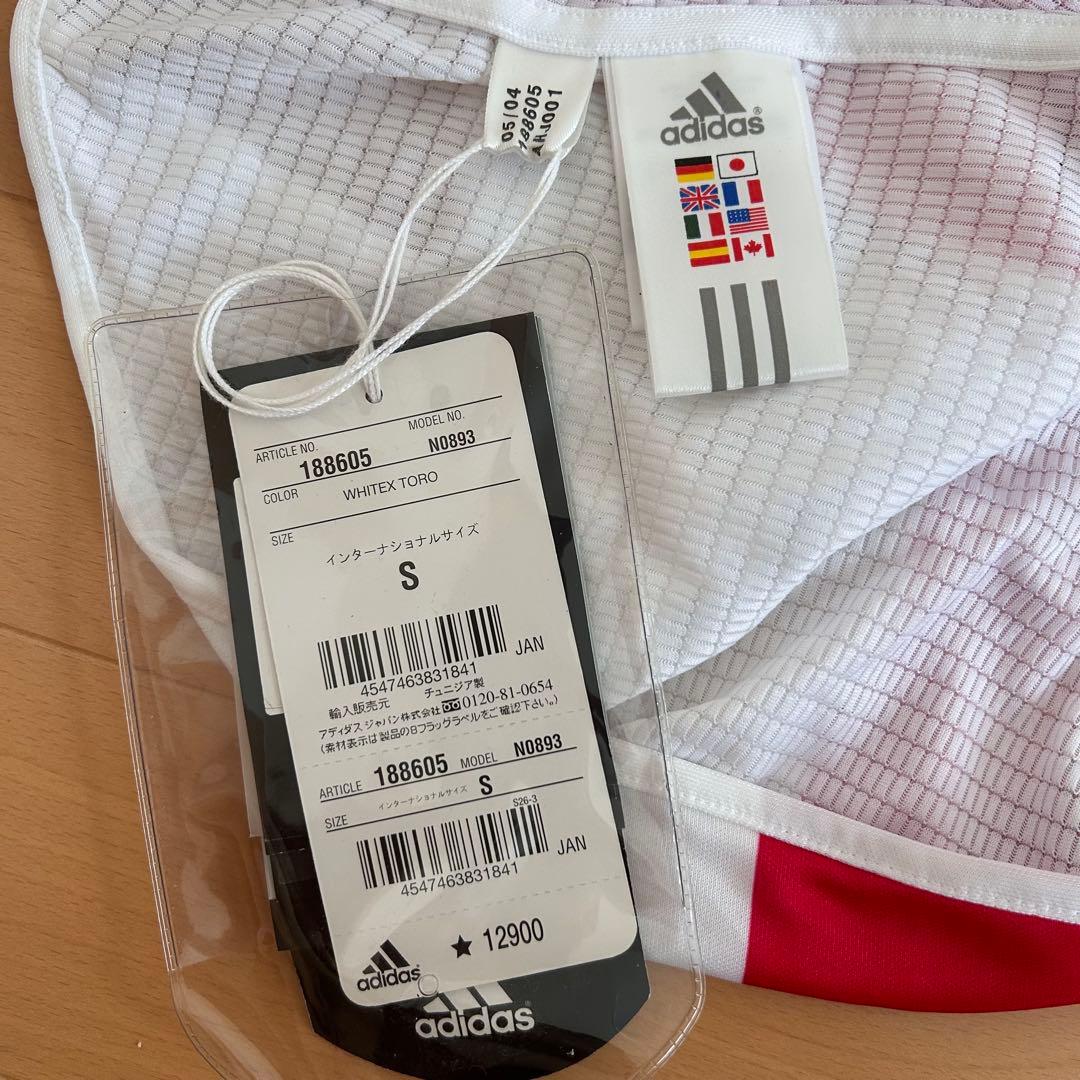 05/04
188605
AHJ001
adidas
ARTICLE NO. MODEL NO.
188605 N0893
COLOR WHITEX TORO
SIZE
インターナショナルサイズ
S
JAN
4547463831841
チュニジア製
輸入販売元
アディダス ジャパン株式会社 0120-81-0654
(素材表示は製品の8フラッグラベルをご確認下さい。)
ARTICLE 188605 MODEL N0893
インターナショナルサイズ S
SIZE
S26-3
JAN
4547463831841
★12900
adidas
adidas